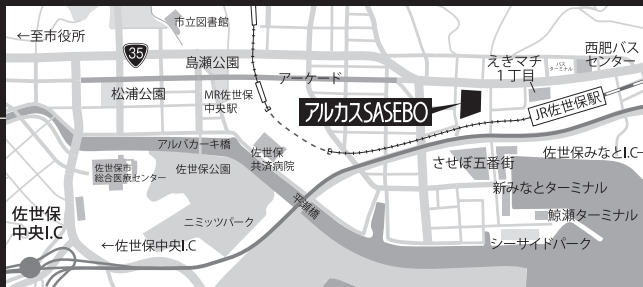 市立図書館
←至市役所
35
島瀬公園
アーケード
松浦公園
MR佐世保
中央駅
アルカスSASEBO
えきマチ
1丁目
バス
ターミナル
西肥バス
センター
JR佐世保駅
アルバカーキ橋
佐世保
共済病院
佐世保市
総合医療センター
佐世保公園
させぼ五番街
佐世保みなとI.C
新みなとターミナル
鯨瀬ターミナル
シーサイドパーク
平瀬橋
ニミッツパーク
佐世保
中央I.C
←佐世保中央I.C